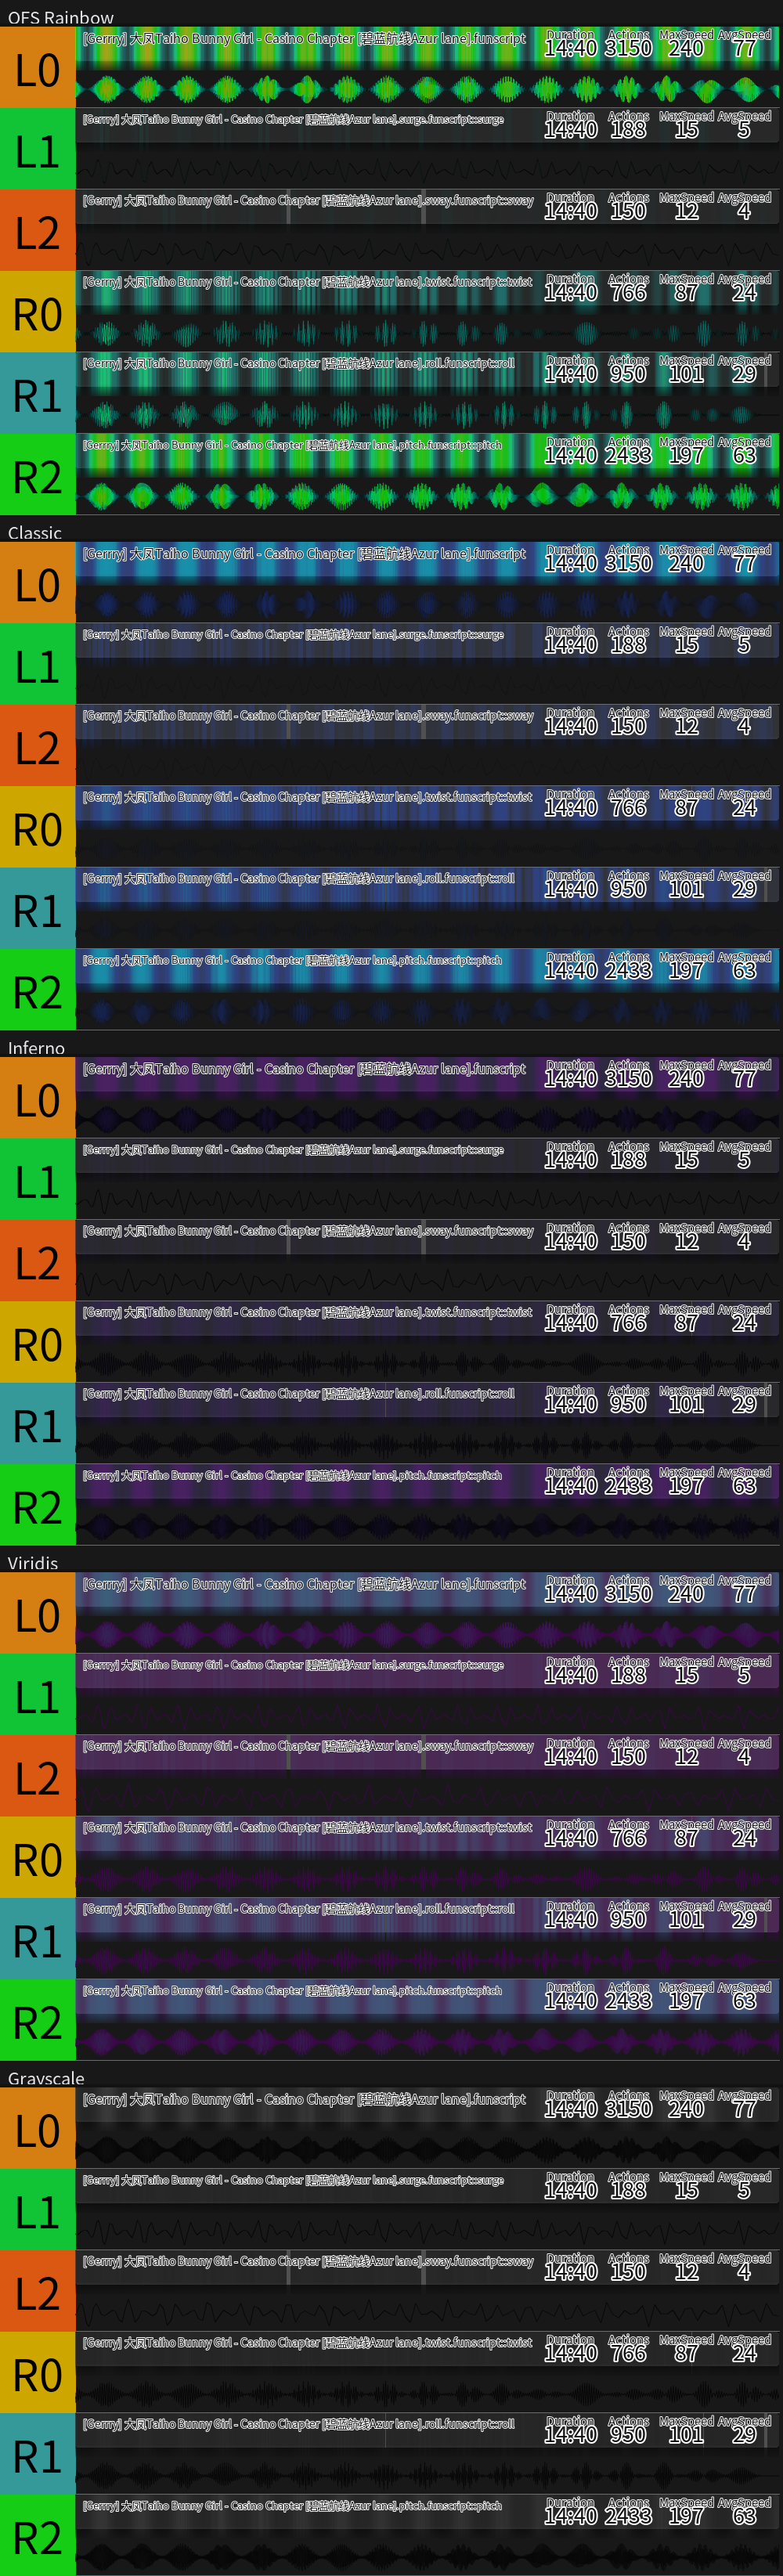 OFS Rainbow
L0
[Gerrry] 大凤Taiho Bunny Girl - Casino Chapter [碧蓝航线Azur lane].funscript
Duration Actions MaxSpeed AvgSpeed
14:40 3150 240 77
L1
[Gerrry] 大凤Taiho Bunny Girl - Casino Chapter [碧蓝航线Azur lane].surge.funscript::surge
Duration Actions MaxSpeed AvgSpeed
14:40 188 15 5
L2
[Gerrry] 大凤Taiho Bunny Girl - Casino Chapter [碧蓝航线Azur lane].sway.funscript::sway
Duration Actions MaxSpeed AvgSpeed
14:40 150 12 4
R0
[Gerrry] 大凤Taiho Bunny Girl - Casino Chapter [碧蓝航线Azur lane].twist.funscript::twist
Duration Actions MaxSpeed AvgSpeed
14:40 766 87 24
R1
[Gerrry] 大凤Taiho Bunny Girl - Casino Chapter [碧蓝航线Azur lane].roll.funscript::roll
Duration Actions MaxSpeed AvgSpeed
14:40 950 101 29
R2
[Gerrry] 大凤Taiho Bunny Girl - Casino Chapter [碧蓝航线Azur lane].pitch.funscript::pitch
Duration Actions MaxSpeed AvgSpeed
14:40 2433 197 63
Classic
L0
[Gerrry] 大凤Taiho Bunny Girl - Casino Chapter [碧蓝航线Azur lane].funscript
Duration Actions MaxSpeed AvgSpeed
14:40 3150 240 77
L1
[Gerrry] 大凤Taiho Bunny Girl - Casino Chapter [碧蓝航线Azur lane].surge.funscript::surge
Duration Actions MaxSpeed AvgSpeed
14:40 188 15 5
L2
[Gerrry] 大凤Taiho Bunny Girl - Casino Chapter [碧蓝航线Azur lane].sway.funscript::sway
Duration Actions MaxSpeed AvgSpeed
14:40 150 12 4
R0
[Gerrry] 大凤Taiho Bunny Girl - Casino Chapter [碧蓝航线Azur lane].twist.funscript::twist
Duration Actions MaxSpeed AvgSpeed
14:40 766 87 24
R1
[Gerrry] 大凤Taiho Bunny Girl - Casino Chapter [碧蓝航线Azur lane].roll.funscript::roll
Duration Actions MaxSpeed AvgSpeed
14:40 950 101 29
R2
[Gerrry] 大凤Taiho Bunny Girl - Casino Chapter [碧蓝航线Azur lane].pitch.funscript::pitch
Duration Actions MaxSpeed AvgSpeed
14:40 2433 197 63
Inferno
L0
[Gerrry] 大凤Taiho Bunny Girl - Casino Chapter [碧蓝航线Azur lane].funscript
Duration Actions MaxSpeed AvgSpeed
14:40 3150 240 77
L1
[Gerrry] 大凤Taiho Bunny Girl - Casino Chapter [碧蓝航线Azur lane].surge.funscript::surge
Duration Actions MaxSpeed AvgSpeed
14:40 188 15 5
L2
[Gerrry] 大凤Taiho Bunny Girl - Casino Chapter [碧蓝航线Azur lane].sway.funscript::sway
Duration Actions MaxSpeed AvgSpeed
14:40 150 12 4
R0
[Gerrry] 大凤Taiho Bunny Girl - Casino Chapter [碧蓝航线Azur lane].twist.funscript::twist
Duration Actions MaxSpeed AvgSpeed
14:40 766 87 24
R1
[Gerrry] 大凤Taiho Bunny Girl - Casino Chapter [碧蓝航线Azur lane].roll.funscript::roll
Duration Actions MaxSpeed AvgSpeed
14:40 950 101 29
R2
[Gerrry] 大凤Taiho Bunny Girl - Casino Chapter [碧蓝航线Azur lane].pitch.funscript::pitch
Duration Actions MaxSpeed AvgSpeed
14:40 2433 197 63
Viridis
L0
[Gerrry] 大凤Taiho Bunny Girl - Casino Chapter [碧蓝航线Azur lane].funscript
Duration Actions MaxSpeed AvgSpeed
14:40 3150 240 77
L1
[Gerrry] 大凤Taiho Bunny Girl - Casino Chapter [碧蓝航线Azur lane].surge.funscript::surge
Duration Actions MaxSpeed AvgSpeed
14:40 188 15 5
L2
[Gerrry] 大凤Taiho Bunny Girl - Casino Chapter [碧蓝航线Azur lane].sway.funscript::sway
Duration Actions MaxSpeed AvgSpeed
14:40 150 12 4
R0
[Gerrry] 大凤Taiho Bunny Girl - Casino Chapter [碧蓝航线Azur lane].twist.funscript::twist
Duration Actions MaxSpeed AvgSpeed
14:40 766 87 24
R1
[Gerrry] 大凤Taiho Bunny Girl - Casino Chapter [碧蓝航线Azur lane].roll.funscript::roll
Duration Actions MaxSpeed AvgSpeed
14:40 950 101 29
R2
[Gerrry] 大凤Taiho Bunny Girl - Casino Chapter [碧蓝航线Azur lane].pitch.funscript::pitch
Duration Actions MaxSpeed AvgSpeed
14:40 2433 197 63
Grayscale
L0
[Gerrry] 大凤Taiho Bunny Girl - Casino Chapter [碧蓝航线Azur lane].funscript
Duration Actions MaxSpeed AvgSpeed
14:40 3150 240 77
L1
[Gerrry] 大凤Taiho Bunny Girl - Casino Chapter [碧蓝航线Azur lane].surge.funscript::surge
Duration Actions MaxSpeed AvgSpeed
14:40 188 15 5
L2
[Gerrry] 大凤Taiho Bunny Girl - Casino Chapter [碧蓝航线Azur lane].sway.funscript::sway
Duration Actions MaxSpeed AvgSpeed
14:40 150 12 4
R0
[Gerrry] 大凤Taiho Bunny Girl - Casino Chapter [碧蓝航线Azur lane].twist.funscript::twist
Duration Actions MaxSpeed AvgSpeed
14:40 766 87 24
R1
[Gerrry] 大凤Taiho Bunny Girl - Casino Chapter [碧蓝航线Azur lane].roll.funscript::roll
Duration Actions MaxSpeed AvgSpeed
14:40 950 101 29
R2
[Gerrry] 大凤Taiho Bunny Girl - Casino Chapter [碧蓝航线Azur lane].pitch.funscript::pitch
Duration Actions MaxSpeed AvgSpeed
14:40 2433 197 63